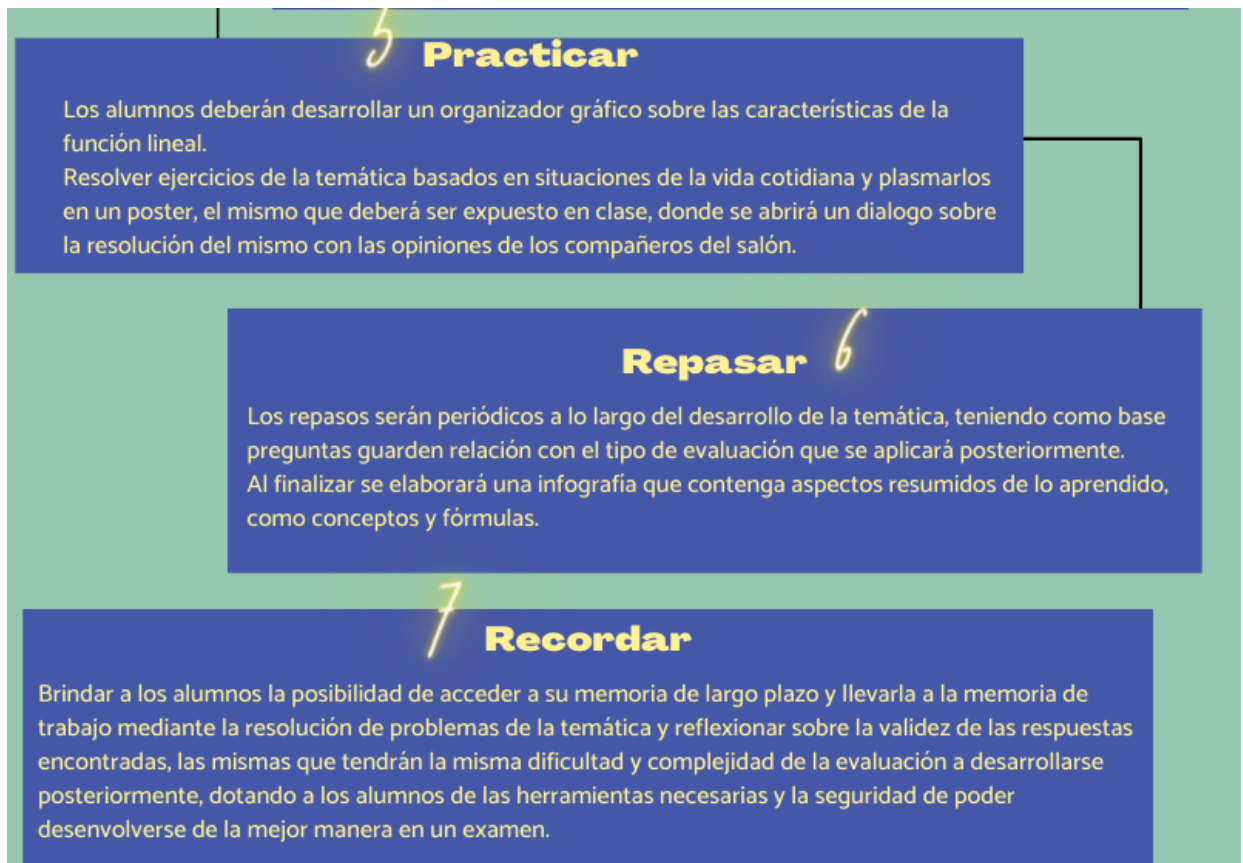 5
Practicar
Los alumnos deberán desarrollar un organizador gráfico sobre las características de la
función lineal.
Resolver ejercicios de la temática basados en situaciones de la vida cotidiana y plasmarlos
en un poster, el mismo que deberá ser expuesto en clase, donde se abrirá un dialogo sobre
la resolución del mismo con las opiniones de los compañeros del salón.
Repasar 6
Los repasos serán periódicos a lo largo del desarrollo de la temática, teniendo como base
preguntas guarden relación con el tipo de evaluación que se aplicará posteriormente.
Al finalizar se elaborará una infografía que contenga aspectos resumidos de lo aprendido,
como conceptos y fórmulas.
7
Recordar
Brindar a los alumnos la posibilidad de acceder a su memoria de largo plazo y llevarla a la memoria de
trabajo mediante la resolución de problemas de la temática y reflexionar sobre la validez de las respuestas
encontradas, las mismas que tendrán la misma dificultad y complejidad de la evaluación a desarrollarse
posteriormente, dotando a los alumnos de las herramientas necesarias y la seguridad de poder
desenvolverse de la mejor manera en un examen.